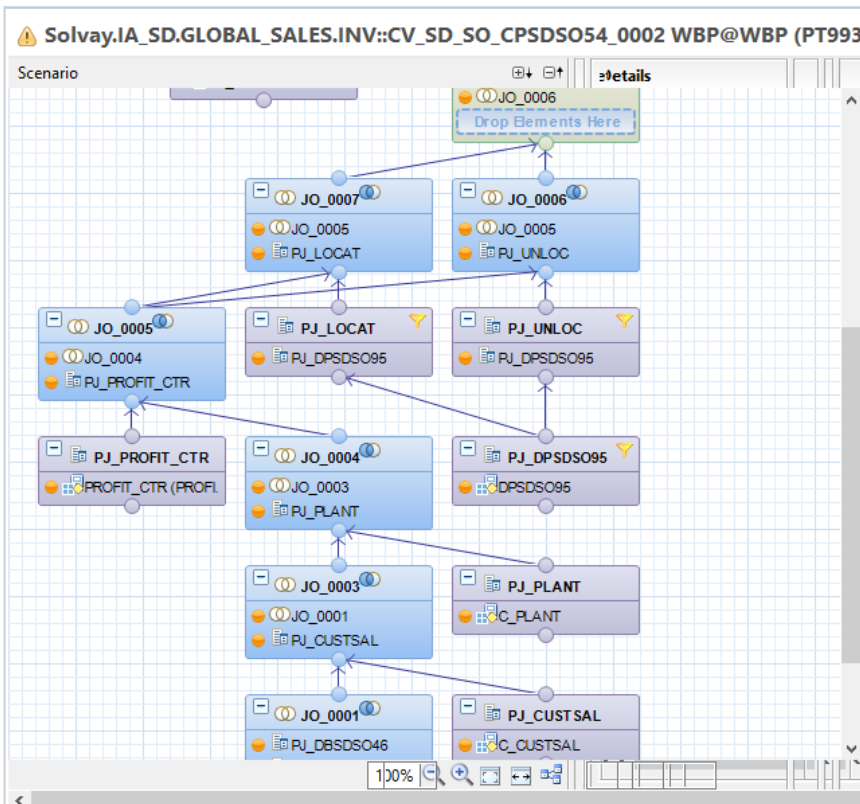 Solvay.IA_SD.GLOBAL_SALES.INV::CV_SD_SO_CPSDSO54_0002 WBP@WBP (PT993
Scenario
etails
JO_0006
Drop Elements Here
JO_0007
JO_0005
PJ_LOCAT
JO_0006
JO_0005
PJ_UNLOC
JO_0005
JO_0004
PJ_PROFIT_CTR
PJ_LOCAT
PJ_DPSDSO95
PJ_UNLOC
PJ_DPSDSO95
PJ_PROFIT_CTR
PROFIT_CTR (PROFI.
JO_0004
JO_0003
PJ_PLANT
PJ_DPSDSO95
DPSDSO95
JO_0003
JO_0001
PJ_CUSTSAL
PJ_PLANT
C_PLANT
JO_0001
PJ_DBSDSO46
PJ_CUSTSAL
C_CUSTSAL
100%